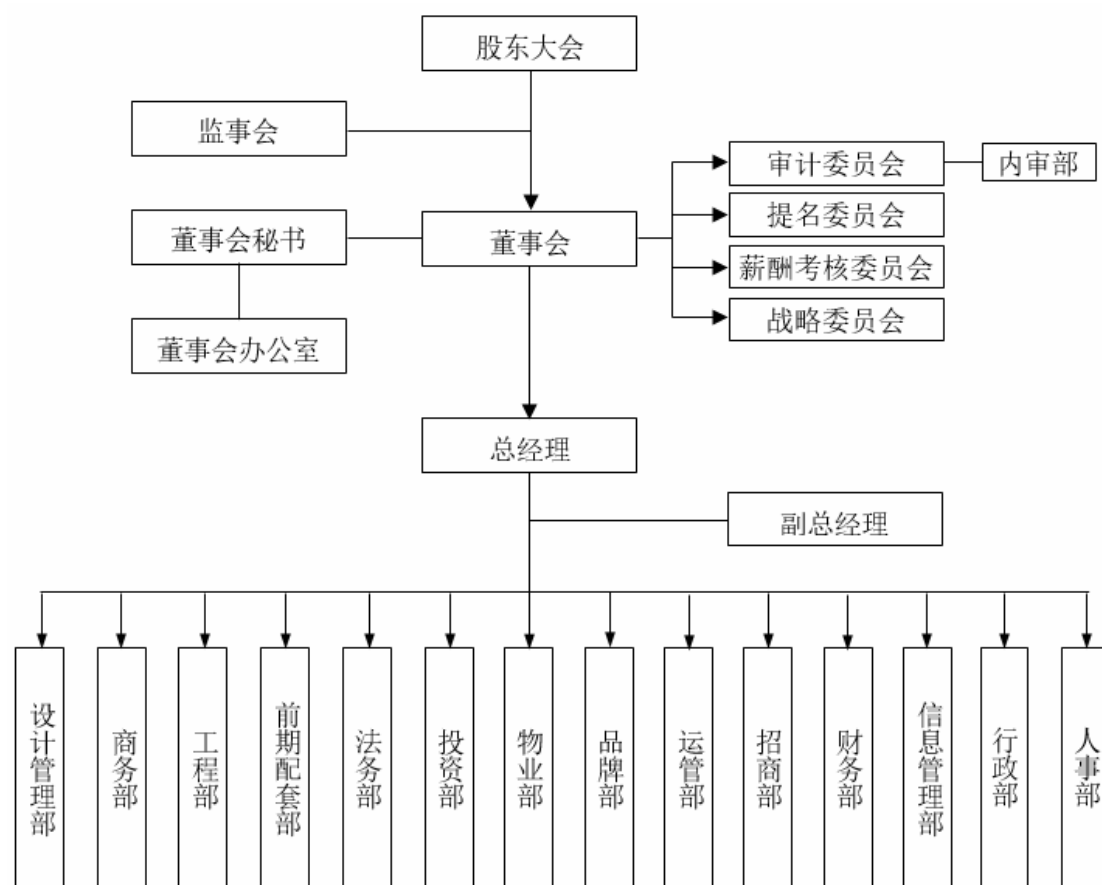 股东大会
监事会
审计委员会
内审部
提名委员会
董事会秘书
董事会
薪酬考核委员会
战略委员会
董事会办公室
总经理
副总经理
设计管理部
商务部
工程部
前期配套部
法务部
投资部
物业部
品牌部
运管部
招商部
财务部
信息管理部
行政部
人事部